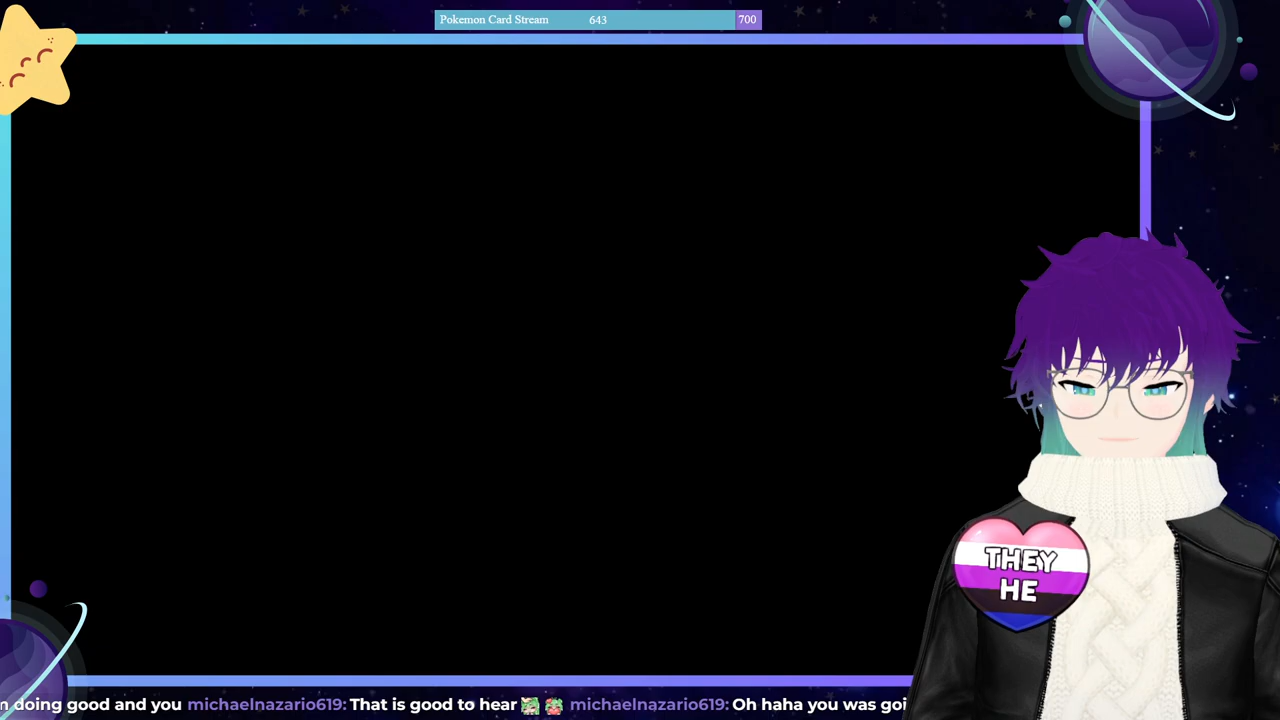 Pokemon Card Stream 643 700
THEY
HE
doing good and you michaelnazario619: That is good to hear michaelnazario619: Oh haha you was